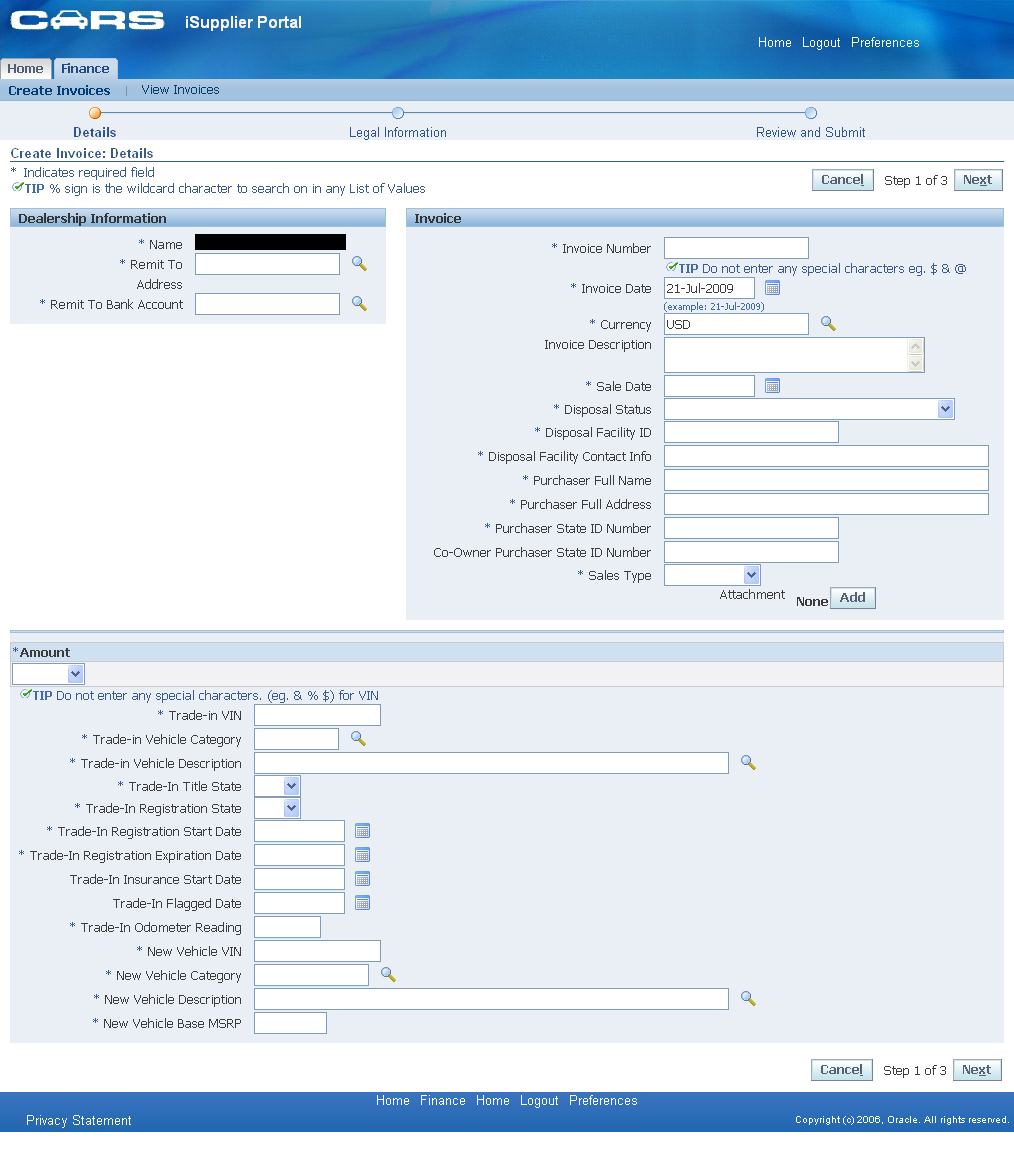 CARS iSupplier Portal
Home Logout Preferences
Home Finance
Create Invoices | View Invoices
Details Legal Information Review and Submit
Create Invoice: Details
* Indicates required field
TIP % sign is the wildcard character to search on in any List of Values
Cancel Step 1 of 3 Next
Dealership Information
* Name
* Remit To
Address
* Remit To Bank Account
Invoice
* Invoice Number
TIP Do not enter any special characters eg. $ & @
* Invoice Date 21-Jul-2009
(example: 21-Jul-2009)
* Currency USD
Invoice Description
* Sale Date
* Disposal Status
* Disposal Facility ID
* Disposal Facility Contact Info
* Purchaser Full Name
* Purchaser Full Address
* Purchaser State ID Number
Co-Owner Purchaser State ID Number
* Sales Type
Attachment None Add
*Amount
TIP Do not enter any special characters. (eg. & % $) for VIN
* Trade-in VIN
* Trade-in Vehicle Category
* Trade-in Vehicle Description
* Trade-In Title State
* Trade-In Registration State
* Trade-In Registration Start Date
* Trade-In Registration Expiration Date
Trade-In Insurance Start Date
Trade-In Flagged Date
* Trade-In Odometer Reading
* New Vehicle VIN
* New Vehicle Category
* New Vehicle Description
* New Vehicle Base MSRP
Cancel Step 1 of 3 Next
Home Finance Home Logout Preferences
Privacy Statement Copyright (c) 2006, Oracle. All rights reserved.